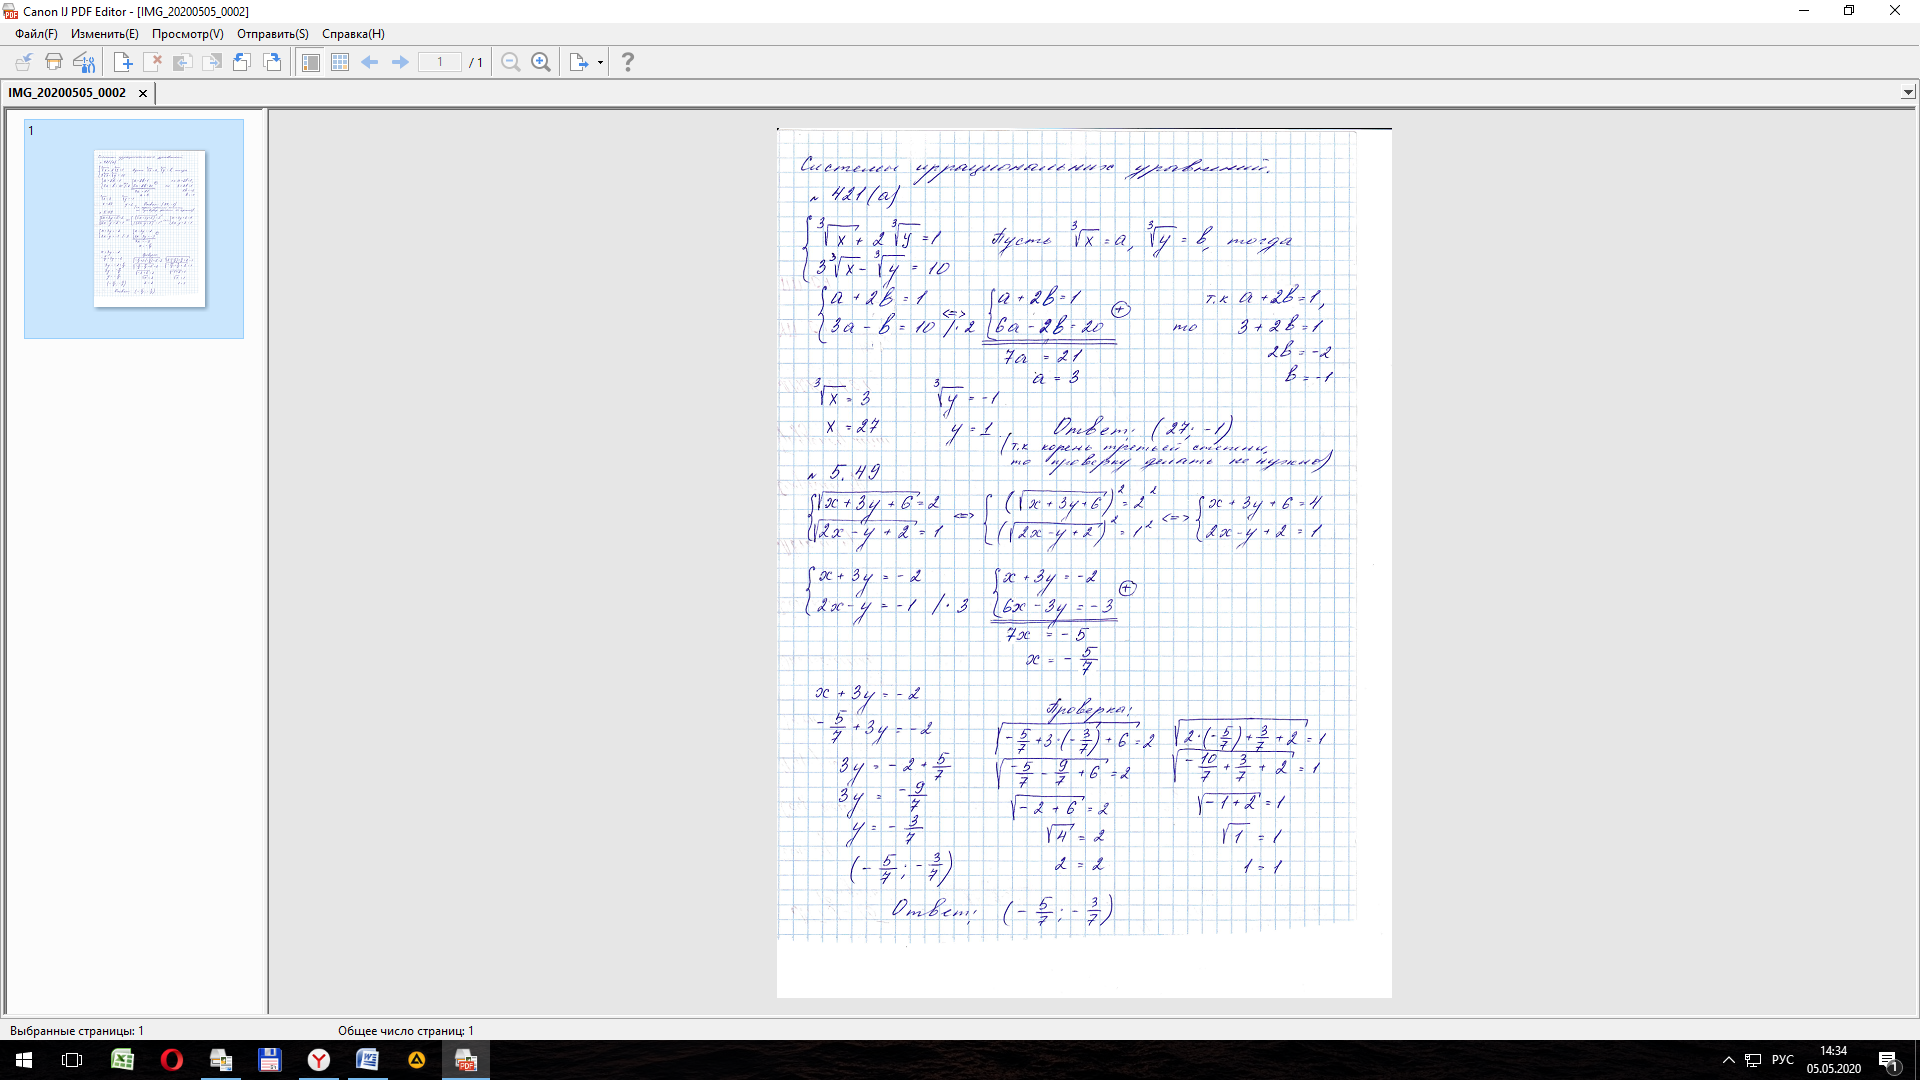 Canon IJ PDF Editor - [IMG_20200505_0002]
Файл(F) Изменить(E) Просмотр(V) Отправить(S) Справка(H)
1 / 1
IMG_20200505_0002
1
Системы иррациональных уравнений.
~ 421(а)
{∛x + 2∛y = 1 Пусть ∛x = a, ∛y = b, тогда
{3∛x - ∛y = 10
{a + 2b = 1 <=> {a + 2b = 1 (+) т.к a + 2b = 1,
{3a - b = 10 /·2 {6a - 2b = 20 то 3 + 2b = 1
7a = 21 2b = -2
a = 3 b = -1
∛x = 3 ∛y = -1
x = 27 y = 1 Ответ: (27; -1)
(т.к корень третьей степени,
то проверку делать не нужно)
~ 5.49
{√(x + 3y + 6) = 2 <=> {(√(x + 3y + 6))² = 2² <=> {x + 3y + 6 = 4
{√(2x - y + 2) = 1 {(√(2x - y + 2))² = 1² {2x - y + 2 = 1
{x + 3y = -2 {x + 3y = -2 (+)
{2x - y = -1 /·3 {6x - 3y = -3
7x = -5
x = -5/7
x + 3y = -2 Проверка:
-5/7 + 3y = -2 √(-5/7 + 3·(-3/7) + 6) = 2 √(2·(-5/7) + 3/7 + 2) = 1
3y = -2 + 5/7 √(-5/7 - 9/7 + 6) = 2 √(-10/7 + 3/7 + 2) = 1
3y = -9/7 √(-2 + 6) = 2 √(-1 + 2) = 1
y = -3/7 √4 = 2 √1 = 1
(-5/7; -3/7) 2 = 2 1 = 1
Ответ: (-5/7; -3/7)
Выбранные страницы: 1 Общее число страниц: 1
РУС 14:34
05.05.2020
1